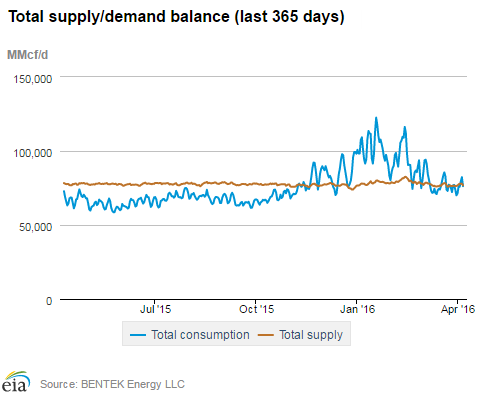 Total supply/demand balance (last 365 days)
MMcf/d
150,000
100,000
50,000
0
Jul '15 Oct '15 Jan '16 Apr '16
Total consumption Total supply
eia Source: BENTEK Energy LLC